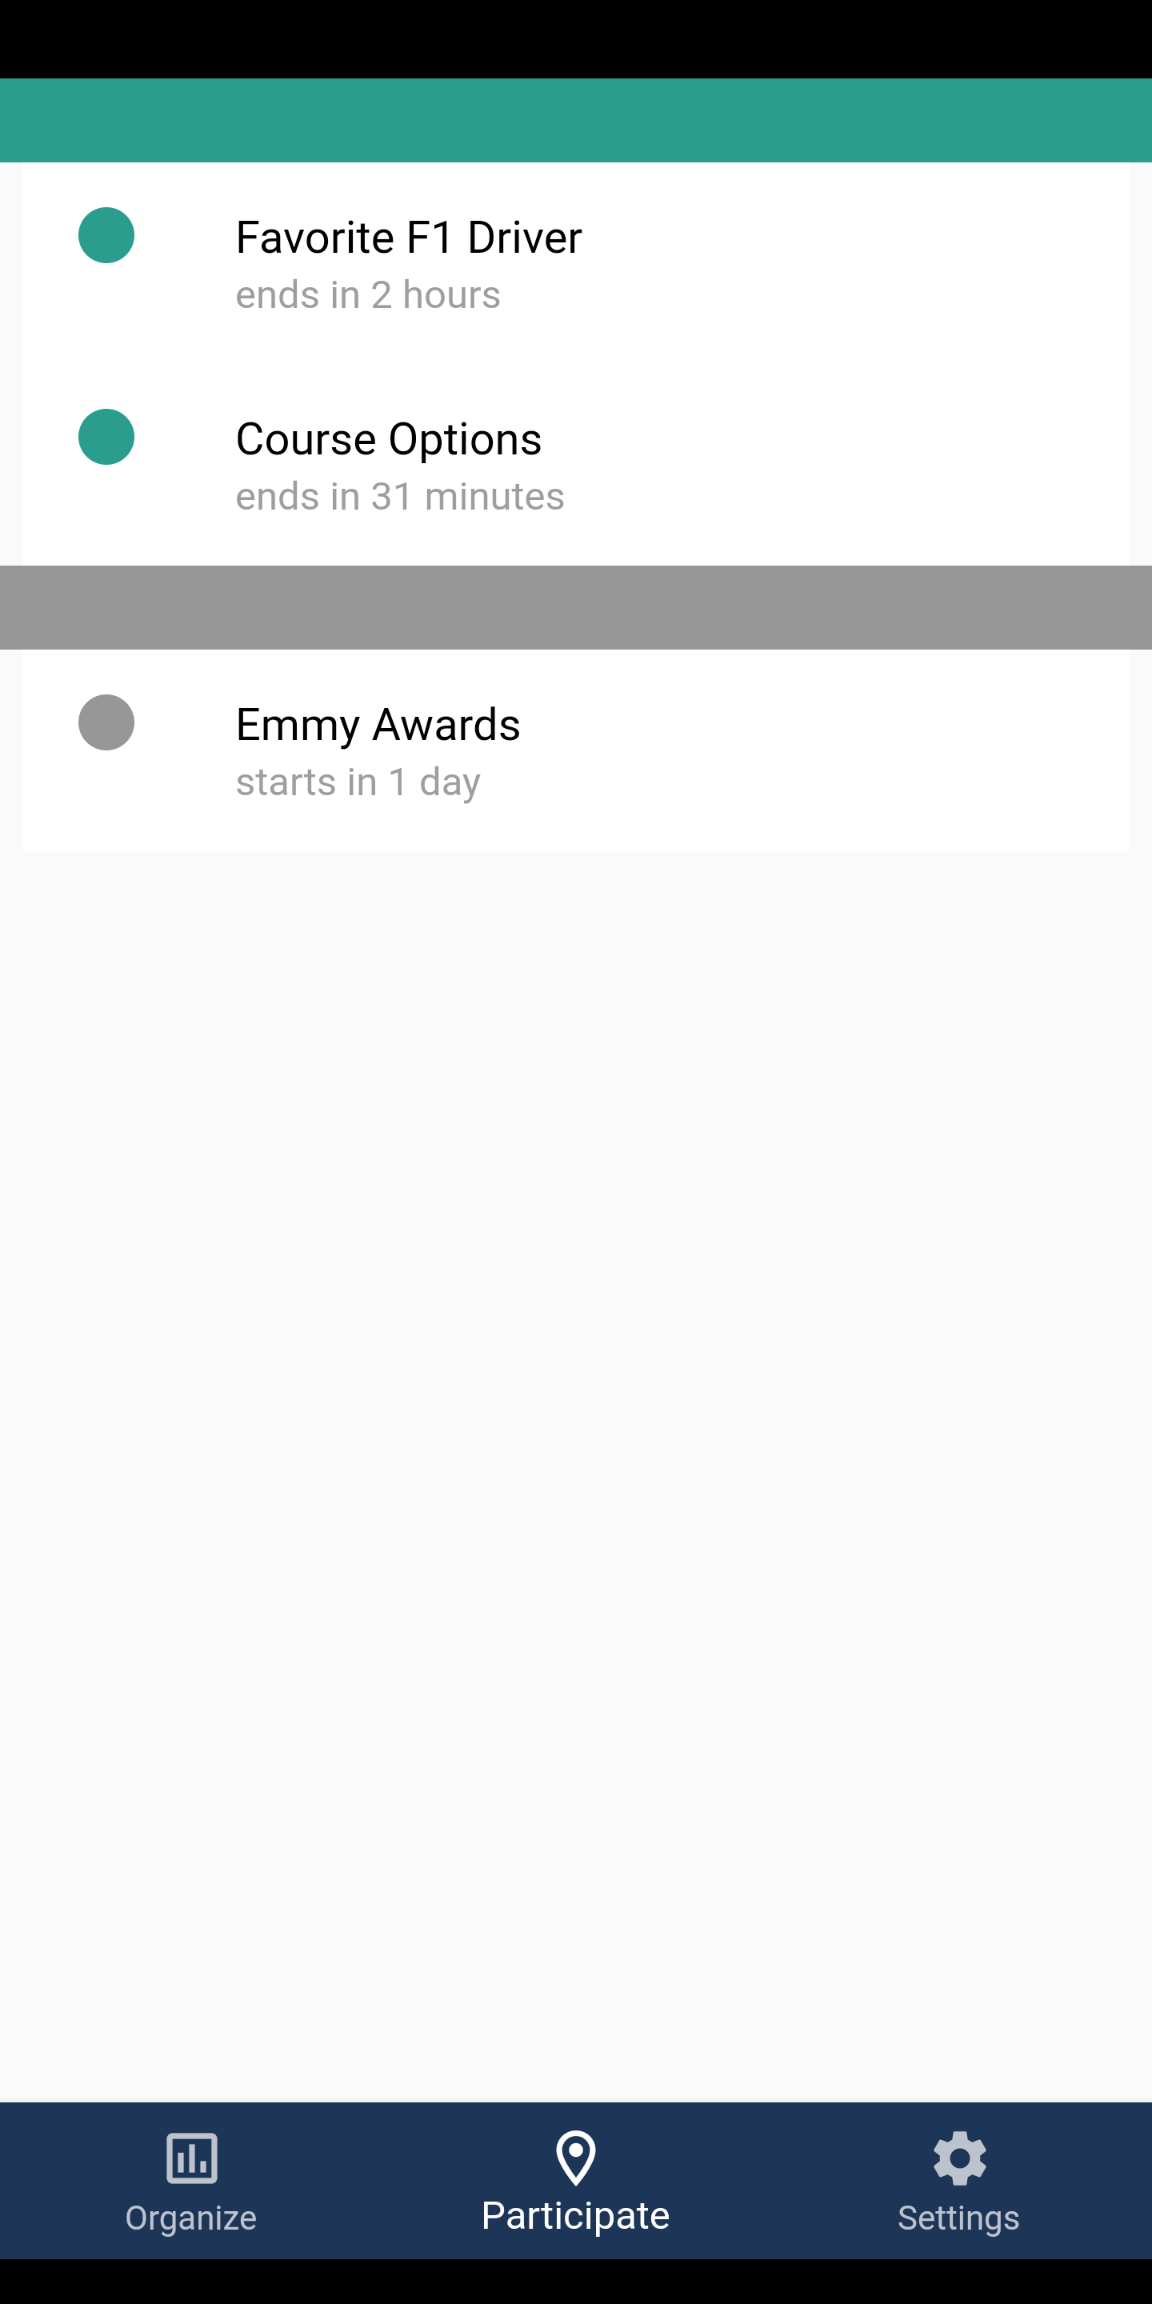 Favorite F1 Driver
ends in 2 hours
Course Options
ends in 31 minutes
Emmy Awards
starts in 1 day
Organize
Participate
Settings